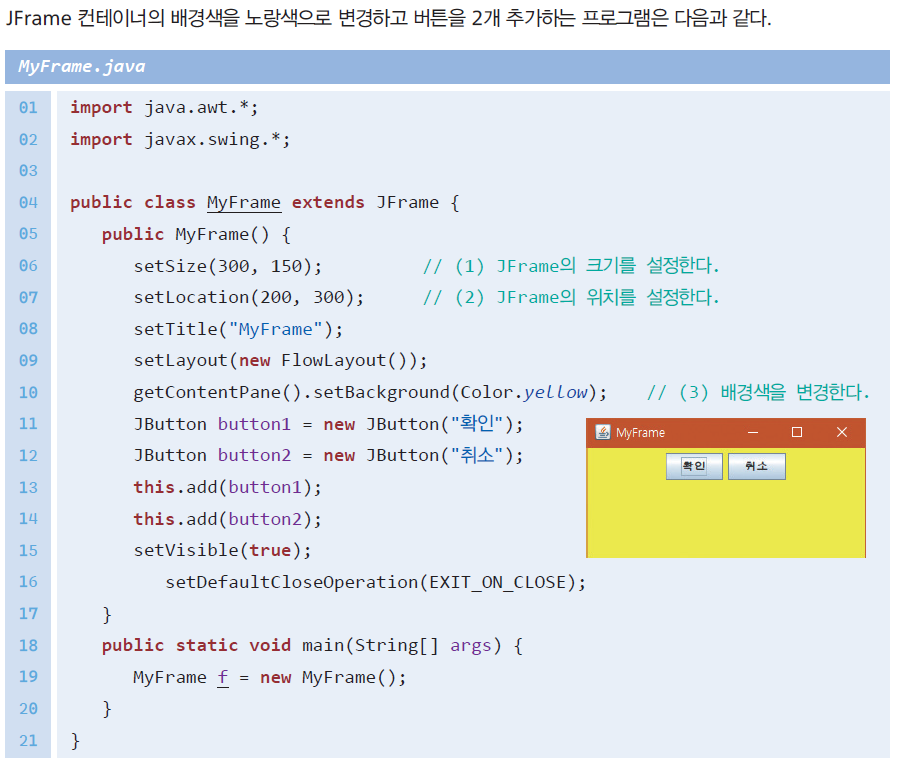 JFrame 컨테이너의 배경색을 노랑색으로 변경하고 버튼을 2개 추가하는 프로그램은 다음과 같다.
MyFrame.java
01 import java.awt.*;
02 import javax.swing.*;
03
04 public class MyFrame extends JFrame {
05 public MyFrame() {
06 setSize(300, 150); // (1) JFrame의 크기를 설정한다.
07 setLocation(200, 300); // (2) JFrame의 위치를 설정한다.
08 setTitle("MyFrame");
09 setLayout(new FlowLayout());
10 getContentPane().setBackground(Color.yellow); // (3) 배경색을 변경한다.
11 JButton button1 = new JButton("확인");
12 JButton button2 = new JButton("취소");
13 this.add(button1);
14 this.add(button2);
15 setVisible(true);
16 setDefaultCloseOperation(EXIT_ON_CLOSE);
17 }
18 public static void main(String[] args) {
19 MyFrame f = new MyFrame();
20 }
21 }
MyFrame
확인 취소